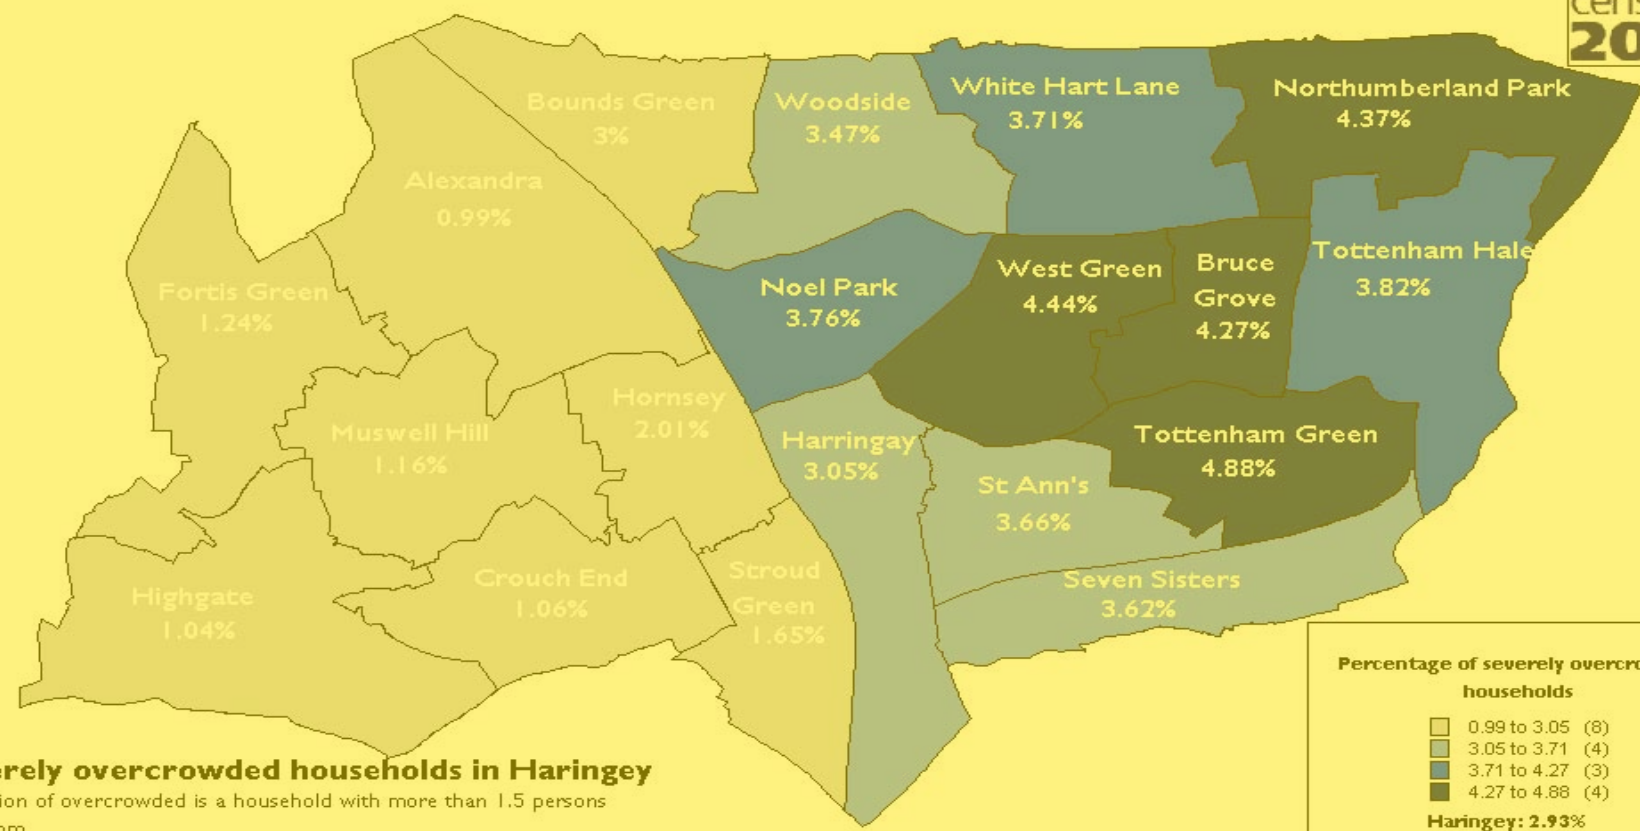 cens
20
Bounds Green
3%
Woodside
3.47%
White Hart Lane
3.71%
Northumberland Park
4.37%
Alexandra
0.99%
Fortis Green
1.24%
Noel Park
3.76%
West Green
4.44%
Bruce
Grove
4.27%
Tottenham Hale
3.82%
Muswell Hill
1.16%
Hornsey
2.01%
Harringay
3.05%
Tottenham Green
4.88%
St Ann's
3.66%
Highgate
1.04%
Crouch End
1.06%
Stroud
Green
1.65%
Seven Sisters
3.62%
Percentage of severely overcro
households
0.99 to 3.05 (8)
3.05 to 3.71 (4)
3.71 to 4.27 (3)
4.27 to 4.88 (4)
Haringey: 2.93%
erely overcrowded households in Haringey
ion of overcrowded is a household with more than 1.5 persons